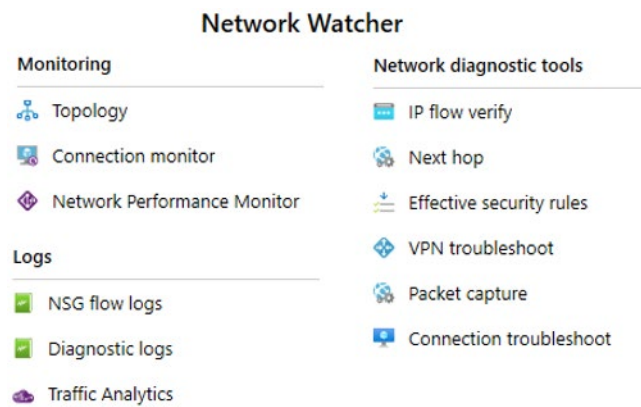 Network Watcher
Monitoring
Topology
Connection monitor
Network Performance Monitor
Logs
NSG flow logs
Diagnostic logs
Traffic Analytics
Network diagnostic tools
IP flow verify
Next hop
Effective security rules
VPN troubleshoot
Packet capture
Connection troubleshoot